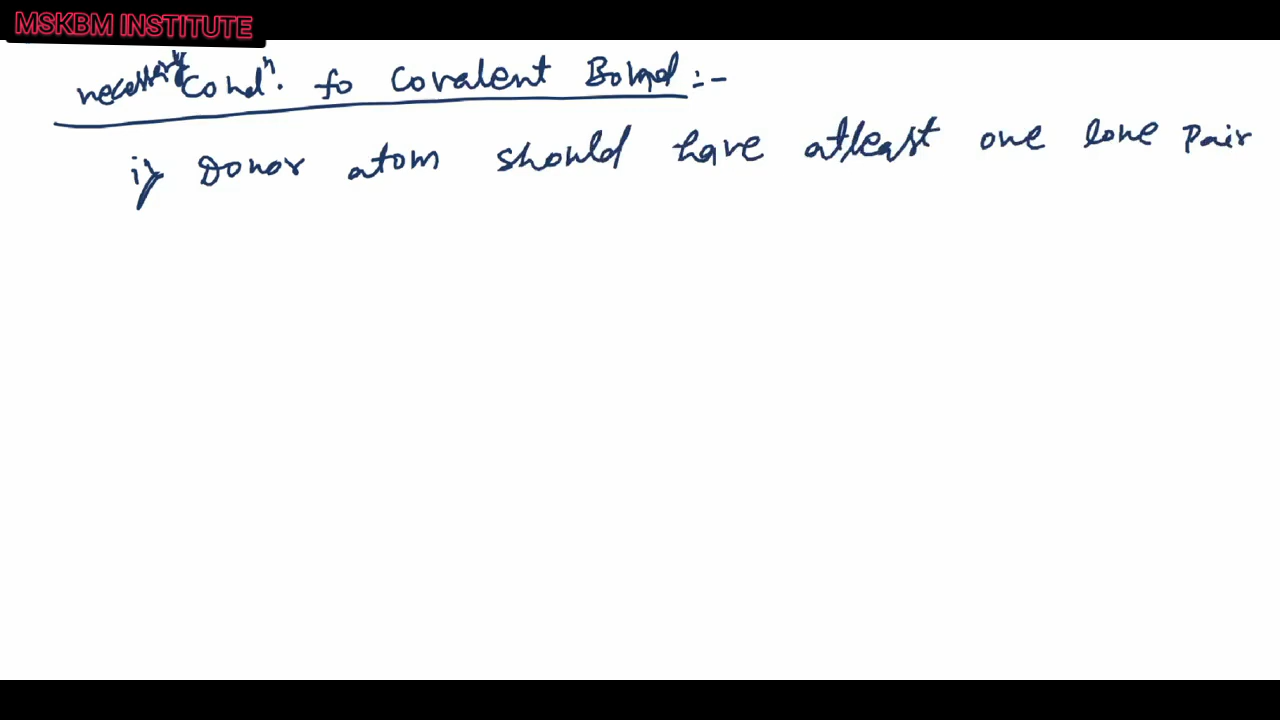 MSKBM INSTITUTE
necessary Condⁿ. fo Covalent Bond :-
i) Donor atom should have atleast one lone pair